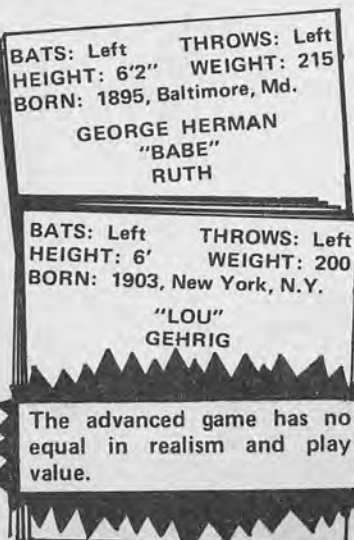 BATS: Left THROWS: Left
HEIGHT: 6'2" WEIGHT: 215
BORN: 1895, Baltimore, Md.
GEORGE HERMAN
"BABE"
RUTH
BATS: Left THROWS: Left
HEIGHT: 6' WEIGHT: 200
BORN: 1903, New York, N.Y.
"LOU"
GEHRIG
The advanced game has no
equal in realism and play
value.